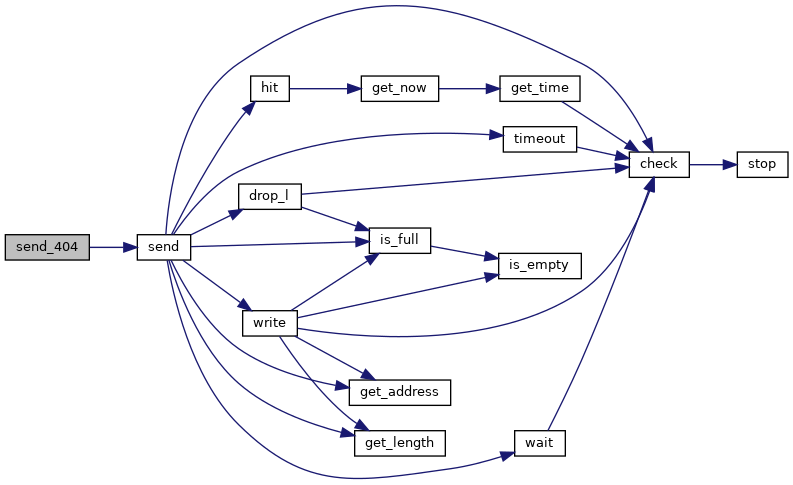 hit
get_now
get_time
timeout
check
stop
drop_l
send_404
send
is_full
is_empty
write
get_address
get_length
wait